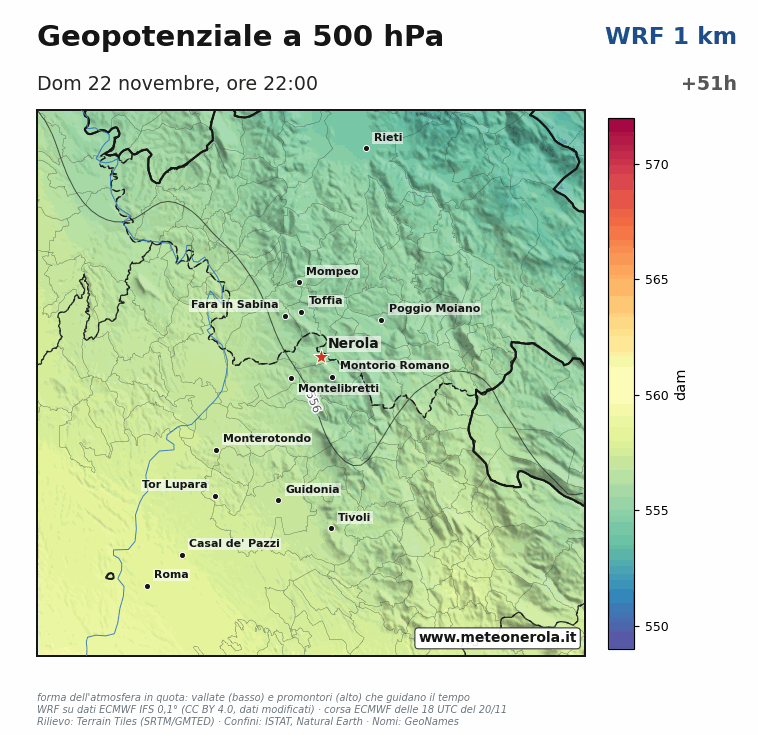 Geopotenziale a 500 hPa
WRF 1 km
Dom 22 novembre, ore 22:00
+51h
Rieti
Mompeo
Fara in Sabina
Toffia
Poggio Moiano
Nerola
Montorio Romano
Montelibretti
556
Monterotondo
Tor Lupara
Guidonia
Tivoli
Casal de' Pazzi
Roma
www.meteonerola.it
570
565
560
555
550
dam
forma dell'atmosfera in quota: vallate (basso) e promontori (alto) che guidano il tempo
WRF su dati ECMWF IFS 0,1° (CC BY 4.0, dati modificati) · corsa ECMWF delle 18 UTC del 20/11
Rilievo: Terrain Tiles (SRTM/GMTED) · Confini: ISTAT, Natural Earth · Nomi: GeoNames